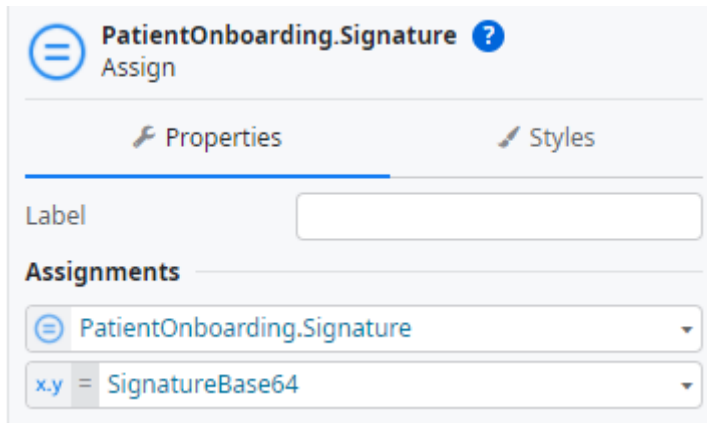 PatientOnboarding.Signature ?
Assign
Properties Styles
Label
Assignments
PatientOnboarding.Signature
x.y = SignatureBase64